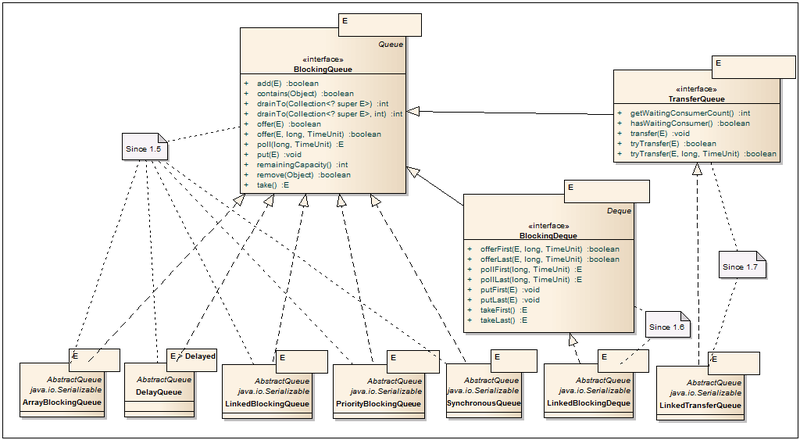 E
Queue
«interface»
BlockingQueue
+ add(E) :boolean
+ contains(Object) :boolean
+ drainTo(Collection<? super E>) :int
+ drainTo(Collection<? super E>, int) :int
+ offer(E) :boolean
+ offer(E, long, TimeUnit) :boolean
+ poll(long, TimeUnit) :E
+ put(E) :void
+ remainingCapacity() :int
+ remove(Object) :boolean
+ take() :E
E
«interface»
TransferQueue
+ getWaitingConsumerCount() :int
+ hasWaitingConsumer() :boolean
+ transfer(E) :void
+ tryTransfer(E) :boolean
+ tryTransfer(E, long, TimeUnit) :boolean
Since 1.5
E
Deque
«interface»
BlockingDeque
+ offerFirst(E, long, TimeUnit) :boolean
+ offerLast(E, long, TimeUnit) :boolean
+ pollFirst(long, TimeUnit) :E
+ pollLast(long, TimeUnit) :E
+ putFirst(E) :void
+ putLast(E) :void
+ takeFirst() :E
+ takeLast() :E
Since 1.7
Since 1.6
E
AbstractQueue
java.io.Serializable
ArrayBlockingQueue
E / Delayed
AbstractQueue
DelayQueue
E
AbstractQueue
java.io.Serializable
LinkedBlockingQueue
E
AbstractQueue
java.io.Serializable
PriorityBlockingQueue
E
AbstractQueue
java.io.Serializable
SynchronousQueue
E
AbstractQueue
java.io.Serializable
LinkedBlockingDeque
E
AbstractQueue
java.io.Serializable
LinkedTransferQueue